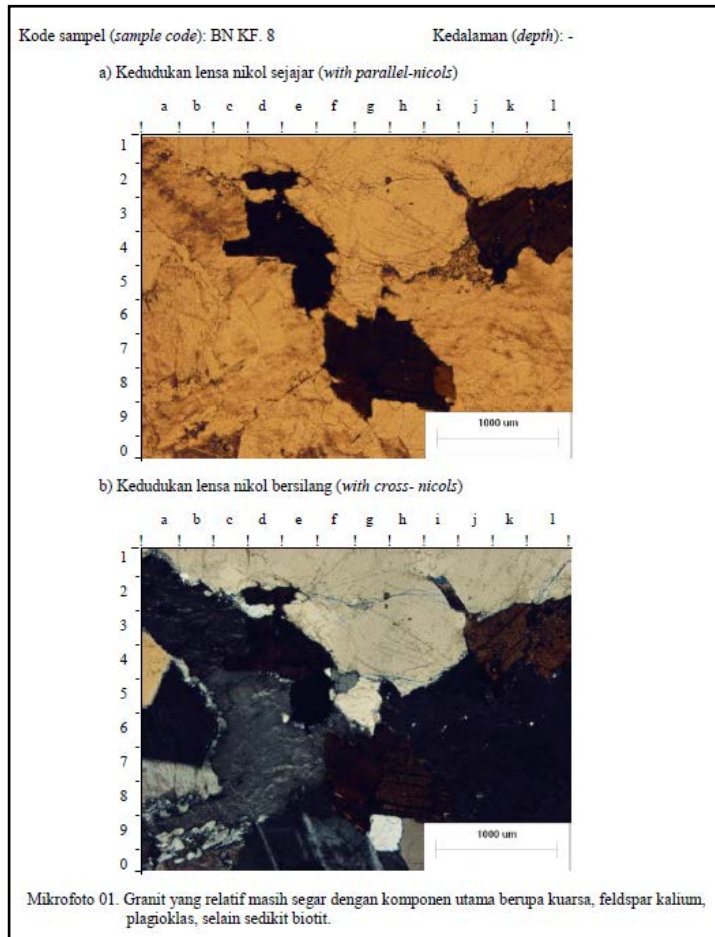 Kode sampel (sample code): BN KF. 8 Kedalaman (depth): -
a) Kedudukan lensa nikol sejajar (with parallel-nicols)
a b c d e f g h i j k l
! ! ! ! ! ! ! ! ! ! ! !
1
2
3
4
5
6
7
8
9
0
1000 um
b) Kedudukan lensa nikol bersilang (with cross- nicols)
a b c d e f g h i j k l
! ! ! ! ! ! ! ! ! ! ! !
1
2
3
4
5
6
7
8
9
0
1000 um
Mikrofoto 01. Granit yang relatif masih segar dengan komponen utama berupa kuarsa, feldspar kalium,
plagioklas, selain sedikit biotit.